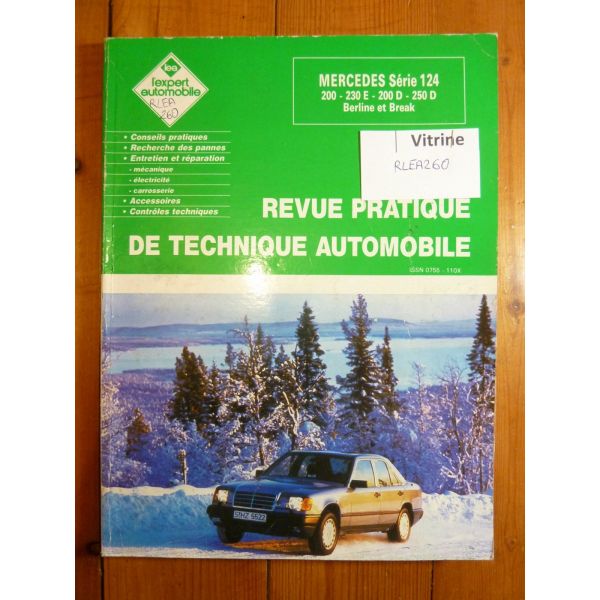 lea
l'expert
automobile
RLEA
260
MERCEDES Série 124
200 - 230 E - 200 D - 250 D
Berline et Break
Vitrine
RLEA260
• Conseils pratiques
• Recherche des pannes
• Entretien et réparation
- mécanique
- électricité
- carrosserie
• Accessoires
• Contrôles techniques
REVUE PRATIQUE
DE TECHNIQUE AUTOMOBILE
ISSN 0755 - 110X
S HZ 5522